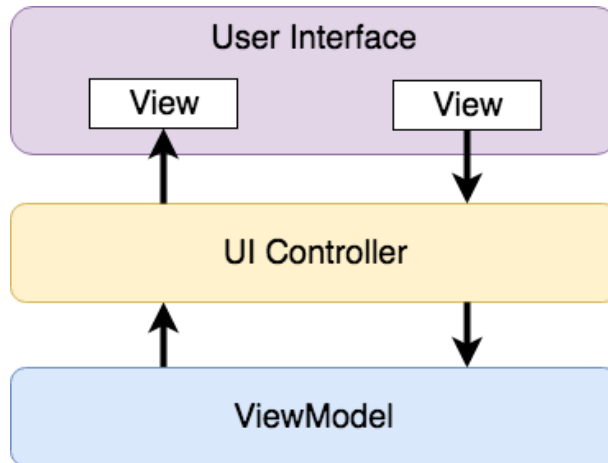 User Interface
View
View
UI Controller
ViewModel